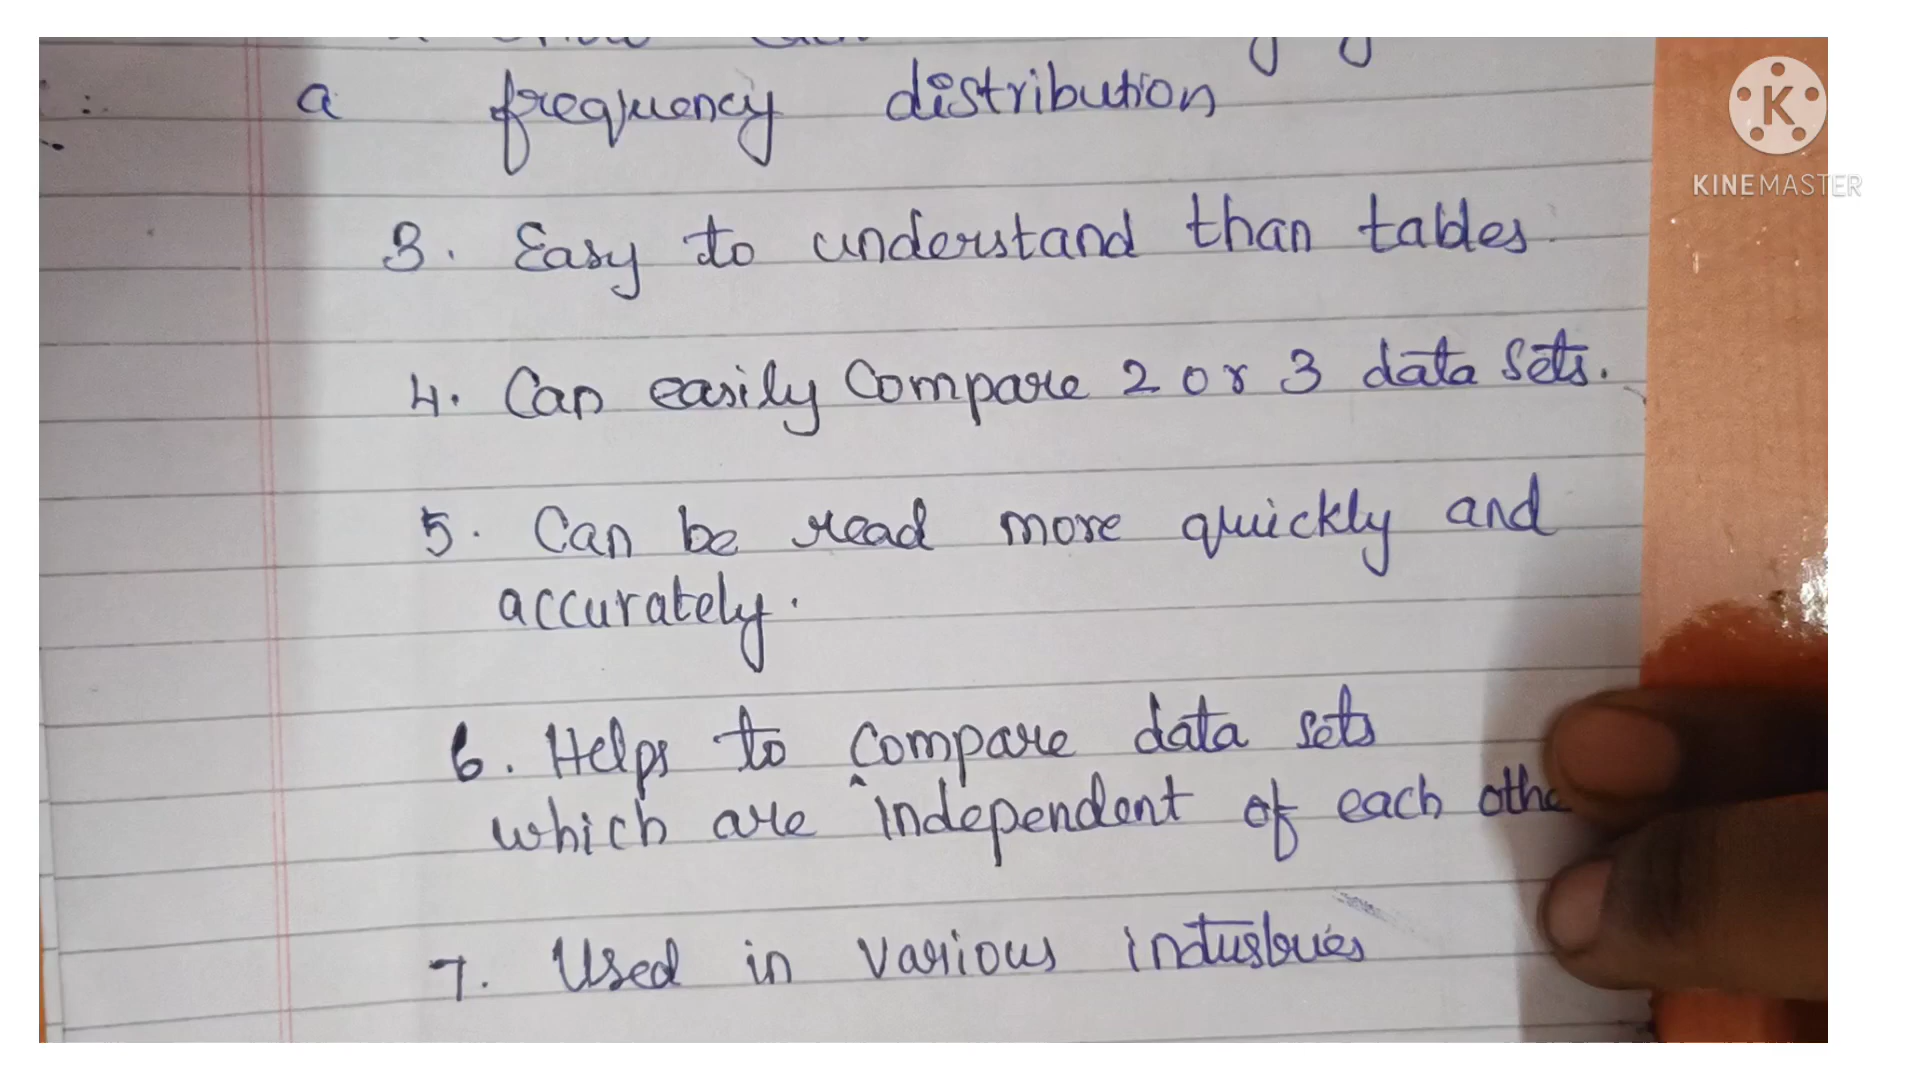 a frequency distribution
3. Easy to understand than tables
4. Can easily Compare 2 or 3 data sets.
5. Can be read more quickly and
accurately.
6. Helps to compare data sets
which are independent of each othe
7. Used in various industries
K
KINEMASTER